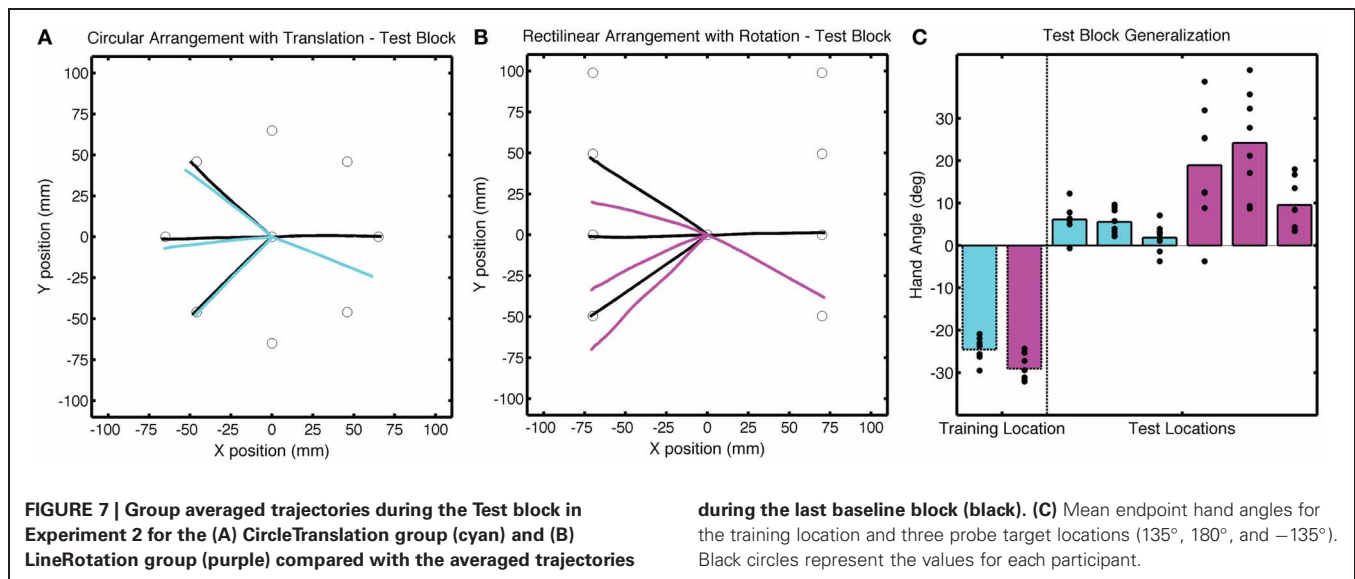 A
Circular Arrangement with Translation - Test Block
100
75
50
25
0
-25
-50
-75
-100
Y position (mm)
-100 -75 -50 -25 0 25 50 75 100
X position (mm)
B
Rectilinear Arrangement with Rotation - Test Block
100
75
50
25
0
-25
-50
-75
-100
Y position (mm)
-100 -75 -50 -25 0 25 50 75 100
X position (mm)
C
Test Block Generalization
30
20
10
0
-10
-20
-30
Hand Angle (deg)
Training Location
Test Locations
FIGURE 7 | Group averaged trajectories during the Test block in
Experiment 2 for the (A) CircleTranslation group (cyan) and (B)
LineRotation group (purple) compared with the averaged trajectories
during the last baseline block (black). (C) Mean endpoint hand angles for
the training location and three probe target locations (135°, 180°, and −135°).
Black circles represent the values for each participant.